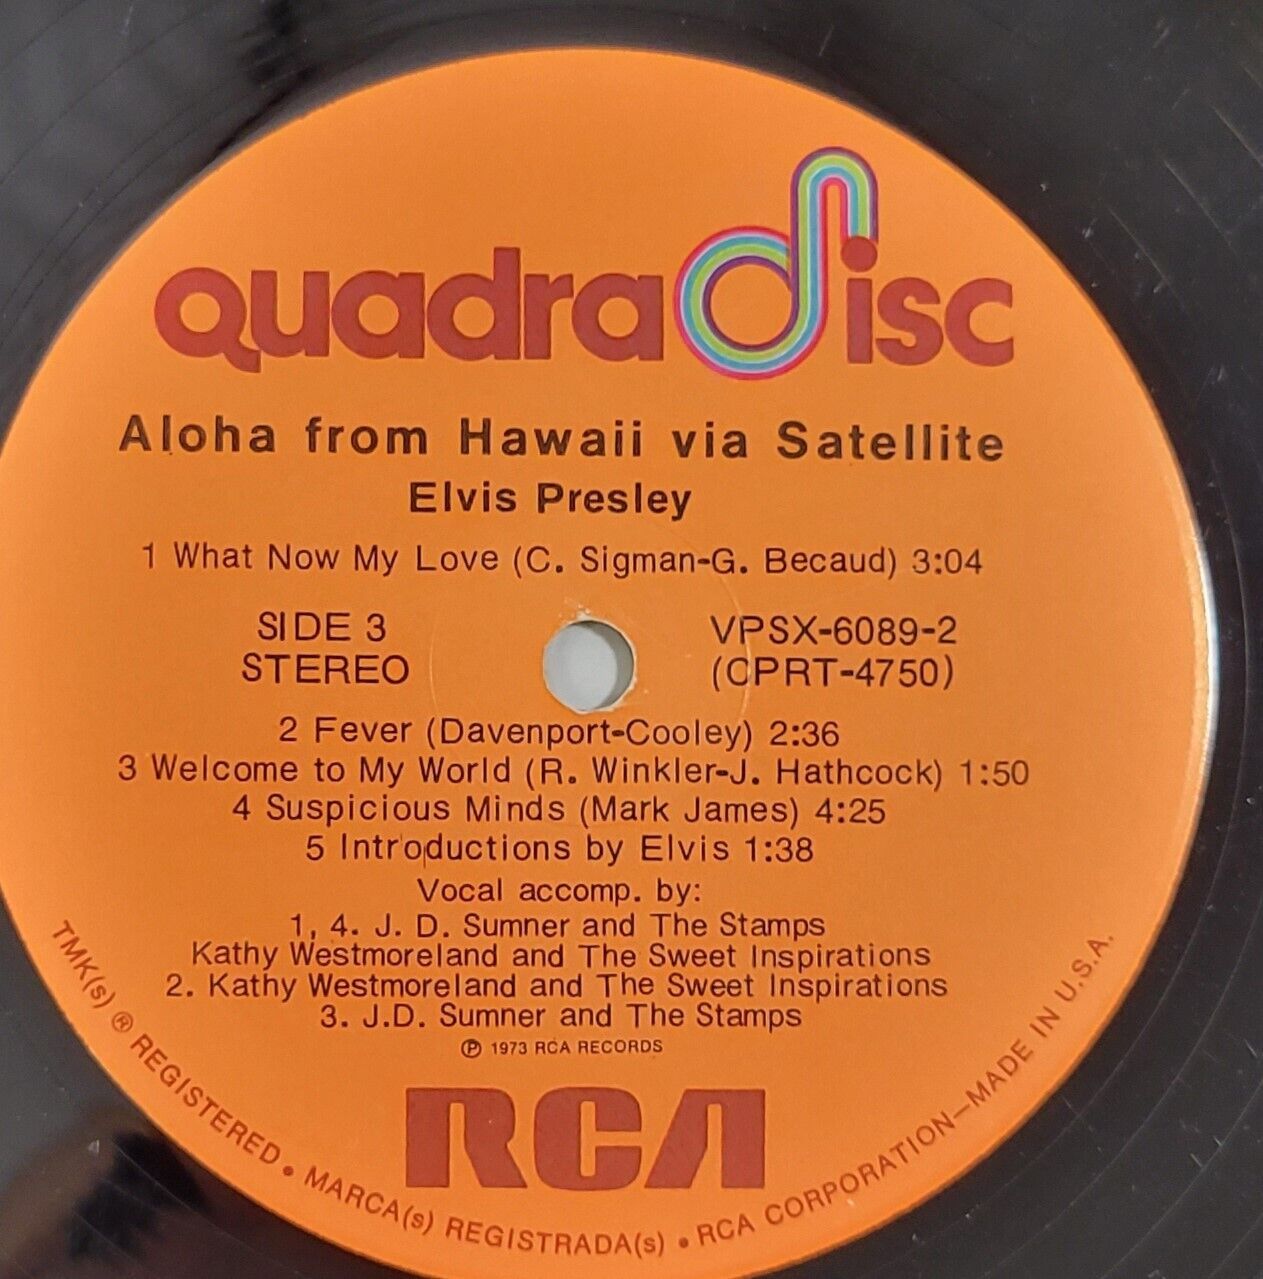 quadradisc
Aloha from Hawaii via Satellite
Elvis Presley
1 What Now My Love (C. Sigman-G. Becaud) 3:04
SIDE 3
STEREO
VPSX-6089-2
(CPRT-4750)
2 Fever (Davenport-Cooley) 2:36
3 Welcome to My World (R. Winkler-J. Hathcock) 1:50
4 Suspicious Minds (Mark James) 4:25
5 Introductions by Elvis 1:38
Vocal accomp. by:
1, 4. J. D. Sumner and The Stamps
Kathy Westmoreland and The Sweet Inspirations
2. Kathy Westmoreland and The Sweet Inspirations
3. J.D. Sumner and The Stamps
℗ 1973 RCA RECORDS
RCA
TMK(s) ® REGISTERED • MARCA(s) REGISTRADA(s) • RCA CORPORATION—MADE IN U.S.A.